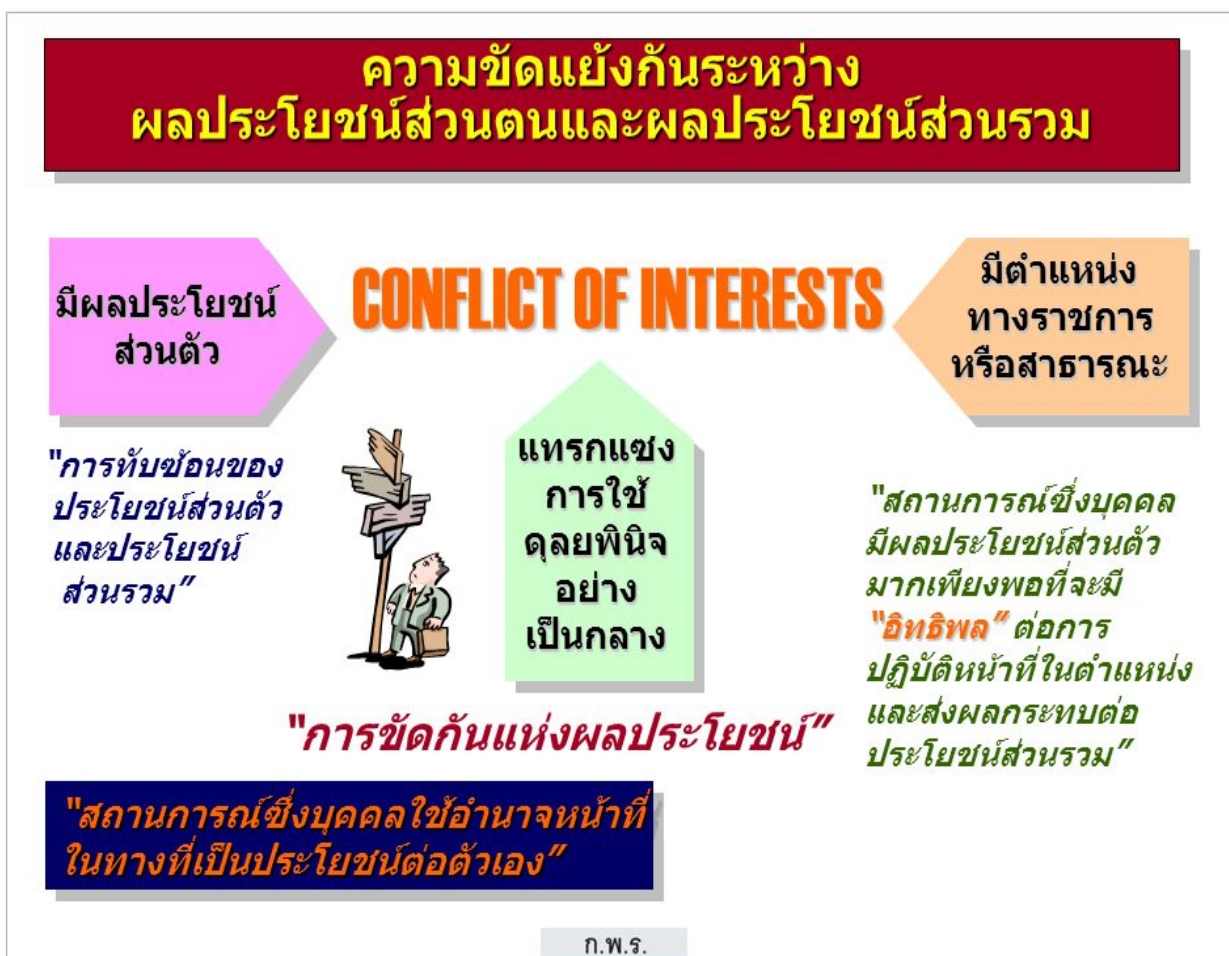 ความขัดแย้งกันระหว่าง
ผลประโยชน์ส่วนตนและผลประโยชน์ส่วนรวม
มีผลประโยชน์
ส่วนตัว
CONFLICT OF INTERESTS
มีตำแหน่ง
ทางราชการ
หรือสาธารณะ
"การทับซ้อนของ
ประโยชน์ส่วนตัว
และประโยชน์
ส่วนรวม"
แทรกแซง
การใช้
ดุลยพินิจ
อย่าง
เป็นกลาง
"สถานการณ์ซึ่งบุคคล
มีผลประโยชน์ส่วนตัว
มากเพียงพอที่จะมี
"อิทธิพล" ต่อการ
ปฏิบัติหน้าที่ในตำแหน่ง
และส่งผลกระทบต่อ
ประโยชน์ส่วนรวม"
"การขัดกันแห่งผลประโยชน์"
"สถานการณ์ซึ่งบุคคลใช้อำนาจหน้าที่
ในทางที่เป็นประโยชน์ต่อตัวเอง"
ก.พ.ร.